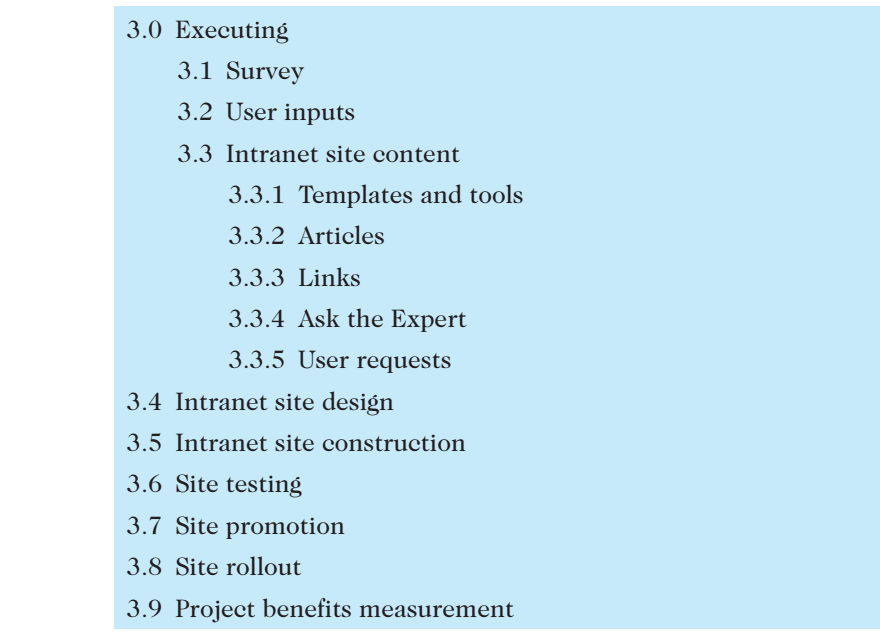 3.0 Executing
3.1 Survey
3.2 User inputs
3.3 Intranet site content
3.3.1 Templates and tools
3.3.2 Articles
3.3.3 Links
3.3.4 Ask the Expert
3.3.5 User requests
3.4 Intranet site design
3.5 Intranet site construction
3.6 Site testing
3.7 Site promotion
3.8 Site rollout
3.9 Project benefits measurement